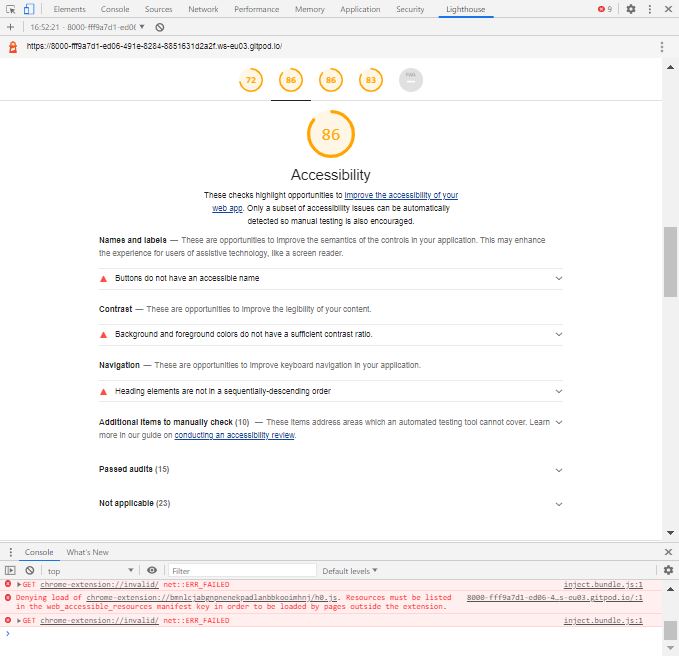 Elements Console Sources Network Performance Memory Application Security Lighthouse 9
16:52:21 - 8000-fff9a7d1-ed0
https://8000-fff9a7d1-ed06-491e-8284-8851631d2a2f.ws-eu03.gitpod.io/
72 86 86 83
86
Accessibility
These checks highlight opportunities to improve the accessibility of your
web app. Only a subset of accessibility issues can be automatically
detected so manual testing is also encouraged.
Names and labels — These are opportunities to improve the semantics of the controls in your application. This may enhance
the experience for users of assistive technology, like a screen reader.
Buttons do not have an accessible name
Contrast — These are opportunities to improve the legibility of your content.
Background and foreground colors do not have a sufficient contrast ratio.
Navigation — These are opportunities to improve keyboard navigation in your application.
Heading elements are not in a sequentially-descending order
Additional items to manually check (10) — These items address areas which an automated testing tool cannot cover. Learn
more in our guide on conducting an accessibility review.
Passed audits (15)
Not applicable (23)
Console What's New
top Filter Default levels
GET chrome-extension://invalid/ net::ERR_FAILED inject.bundle.js:1
Denying load of chrome-extension://bmnlcjabgnpnenekpadlanbbkooimhnj/h0.js. Resources must be listed 8000-fff9a7d1-ed06-4…s-eu03.gitpod.io/:1
in the web_accessible_resources manifest key in order to be loaded by pages outside the extension.
GET chrome-extension://invalid/ net::ERR_FAILED inject.bundle.js:1